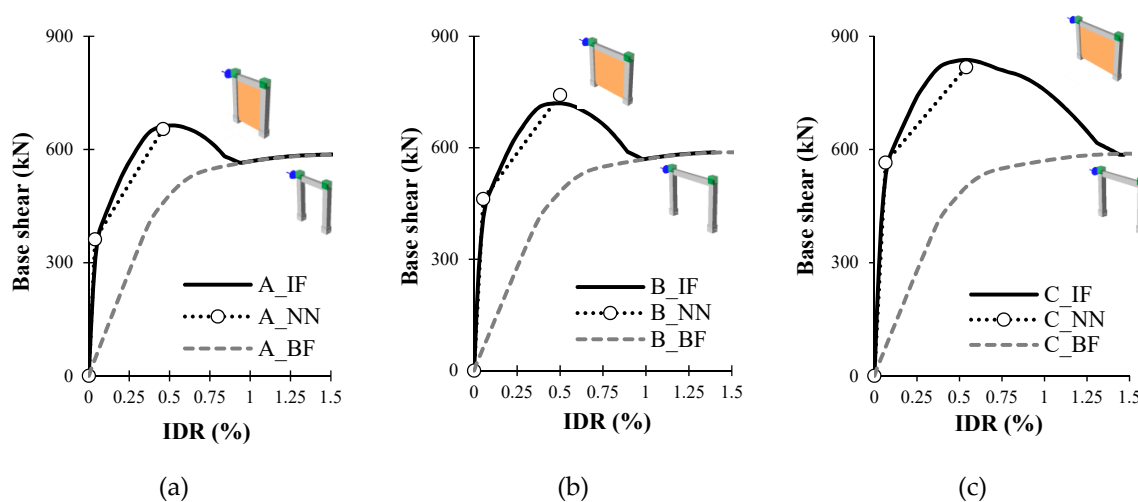 900
600
300
0
Base shear (kN)
A_IF
A_NN
A_BF
0 0.25 0.5 0.75 1 1.25 1.5
IDR (%)
(a)
900
600
300
0
Base shear (kN)
B_IF
B_NN
B_BF
0 0.25 0.5 0.75 1 1.25 1.5
IDR (%)
(b)
900
600
300
0
Base shear (kN)
C_IF
C_NN
C_BF
0 0.25 0.5 0.75 1 1.25 1.5
IDR (%)
(c)